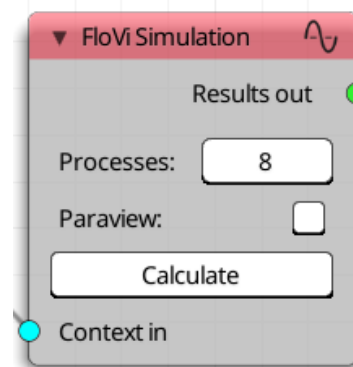 FloVi Simulation
Results out
Processes: 8
Paraview:
Calculate
Context in